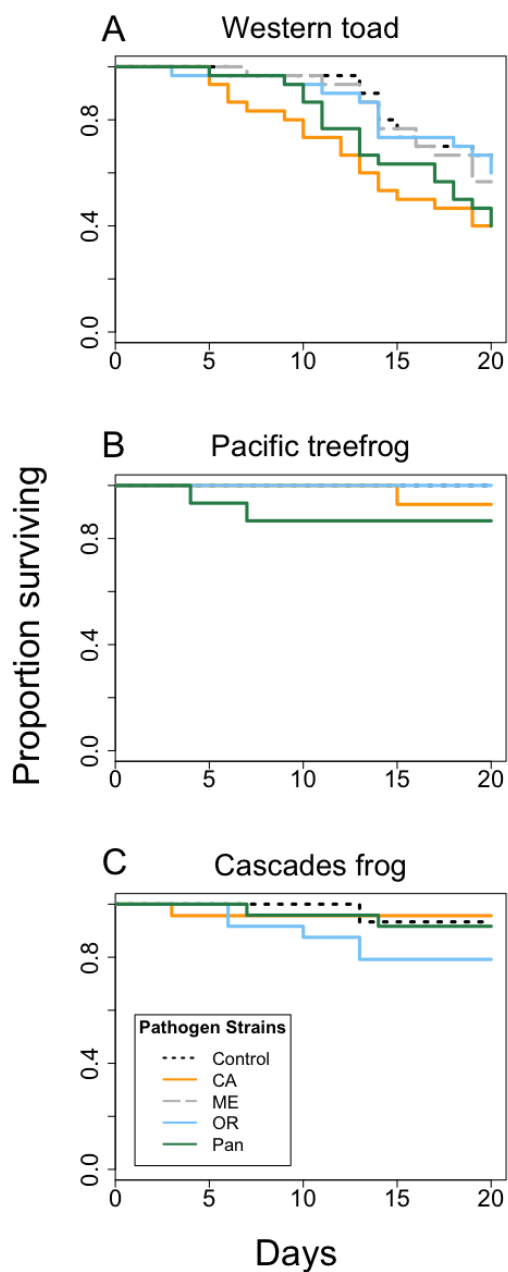 A
Western toad
0.8
0.4
0.0
0
5
10
15
20
B
Pacific treefrog
0.8
0.4
0.0
0
5
10
15
20
Proportion surviving
C
Cascades frog
0.8
0.4
0.0
Pathogen Strains
Control
CA
ME
OR
Pan
0
5
10
15
20
Days